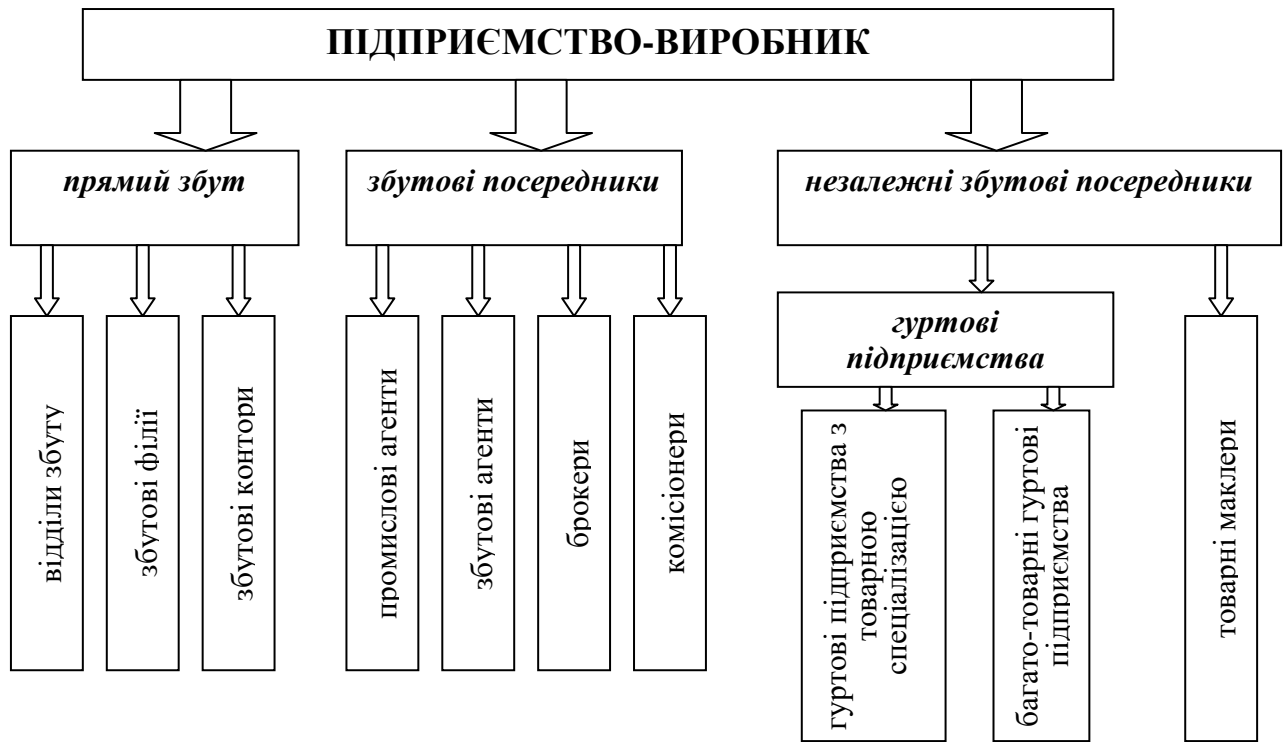 ПІДПРИЄМСТВО-ВИРОБНИК
прямий збут
збутові посередники
незалежні збутові посередники
гуртові
підприємства
відділи збуту
збутові філії
збутові контори
промислові агенти
збутові агенти
брокери
комісіонери
гуртові підприємства з
товарною
спеціалізацією
багато-товарні гуртові
підприємства
товарні маклери